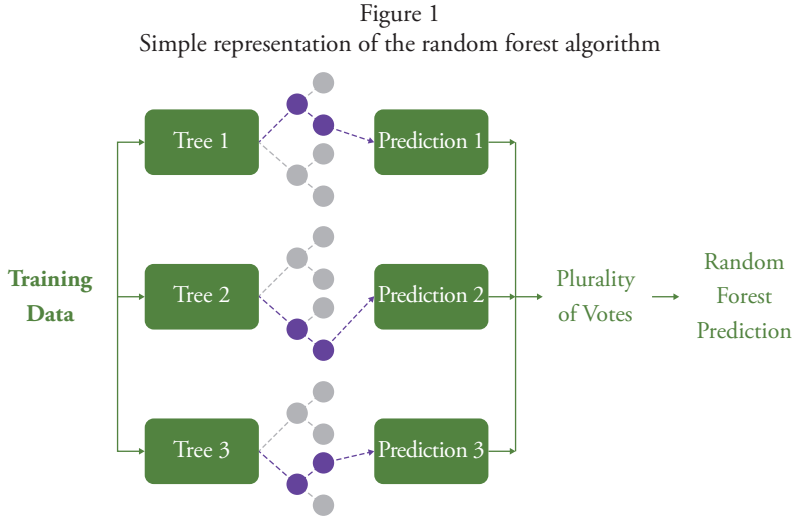 Figure 1
Simple representation of the random forest algorithm
Tree 1
Prediction 1
Training
Data
Tree 2
Prediction 2
Plurality
of Votes
Random
Forest
Prediction
Tree 3
Prediction 3